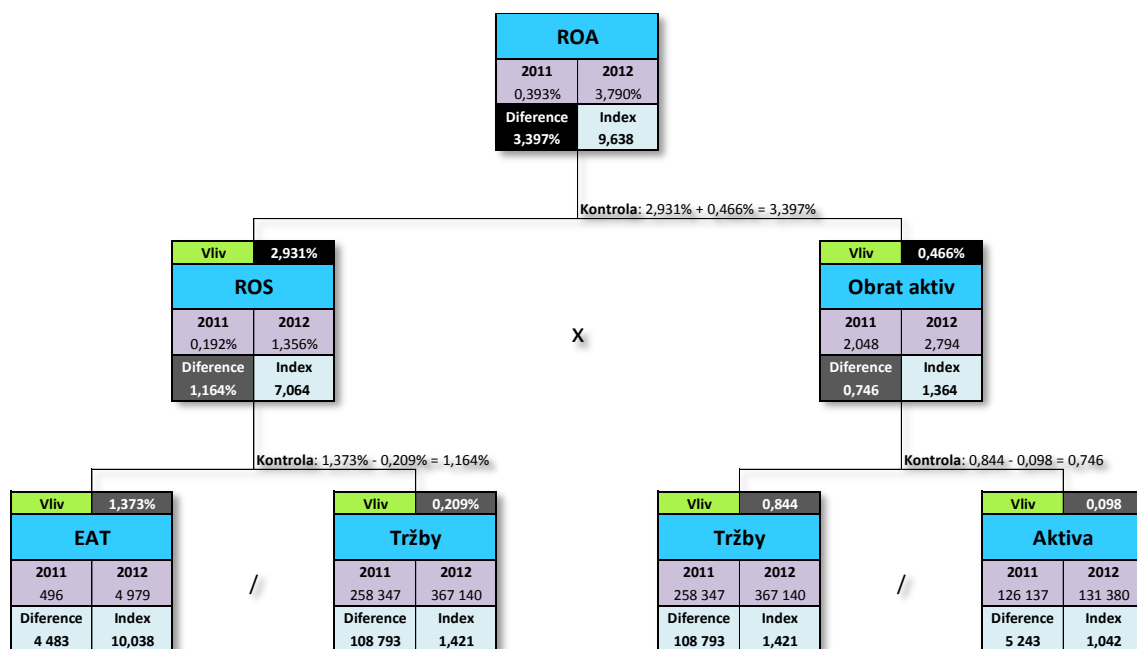 ROA
2011 2012
0,393% 3,790%
Diference Index
3,397% 9,638
Kontrola: 2,931% + 0,466% = 3,397%
Vliv 2,931% Vliv 0,466%
ROS Obrat aktiv
2011 2012 x 2011 2012
0,192% 1,356% 2,048 2,794
Diference Index Diference Index
1,164% 7,064 0,746 1,364
Kontrola: 1,373% - 0,209% = 1,164% Kontrola: 0,844 - 0,098 = 0,746
Vliv 1,373% Vliv 0,209% Vliv 0,844 Vliv 0,098
EAT Tržby Tržby Aktiva
2011 2012 / 2011 2012 2011 2012 / 2011 2012
496 4 979 258 347 367 140 258 347 367 140 126 137 131 380
Diference Index Diference Index Diference Index Diference Index
4 483 10,038 108 793 1,421 108 793 1,421 5 243 1,042